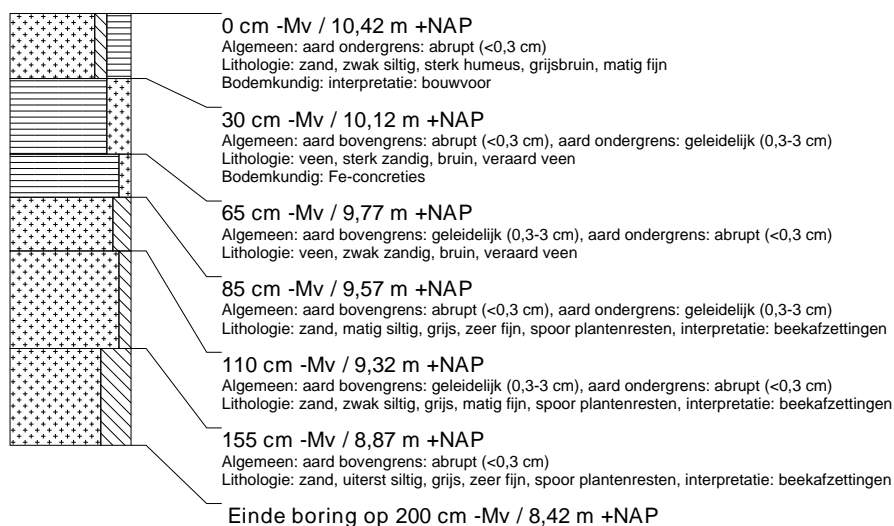 0 cm -Mv / 10,42 m +NAP
Algemeen: aard ondergrens: abrupt (<0,3 cm)
Lithologie: zand, zwak siltig, sterk humeus, grijsbruin, matig fijn
Bodemkundig: interpretatie: bouwvoor
30 cm -Mv / 10,12 m +NAP
Algemeen: aard bovengrens: abrupt (<0,3 cm), aard ondergrens: geleidelijk (0,3-3 cm)
Lithologie: veen, sterk zandig, bruin, veraard veen
Bodemkundig: Fe-concreties
65 cm -Mv / 9,77 m +NAP
Algemeen: aard bovengrens: geleidelijk (0,3-3 cm), aard ondergrens: abrupt (<0,3 cm)
Lithologie: veen, zwak zandig, bruin, veraard veen
85 cm -Mv / 9,57 m +NAP
Algemeen: aard bovengrens: abrupt (<0,3 cm), aard ondergrens: geleidelijk (0,3-3 cm)
Lithologie: zand, matig siltig, grijs, zeer fijn, spoor plantenresten, interpretatie: beekafzettingen
110 cm -Mv / 9,32 m +NAP
Algemeen: aard bovengrens: geleidelijk (0,3-3 cm), aard ondergrens: abrupt (<0,3 cm)
Lithologie: zand, zwak siltig, grijs, matig fijn, spoor plantenresten, interpretatie: beekafzettingen
155 cm -Mv / 8,87 m +NAP
Algemeen: aard bovengrens: abrupt (<0,3 cm)
Lithologie: zand, uiterst siltig, grijs, zeer fijn, spoor plantenresten, interpretatie: beekafzettingen
Einde boring op 200 cm -Mv / 8,42 m +NAP